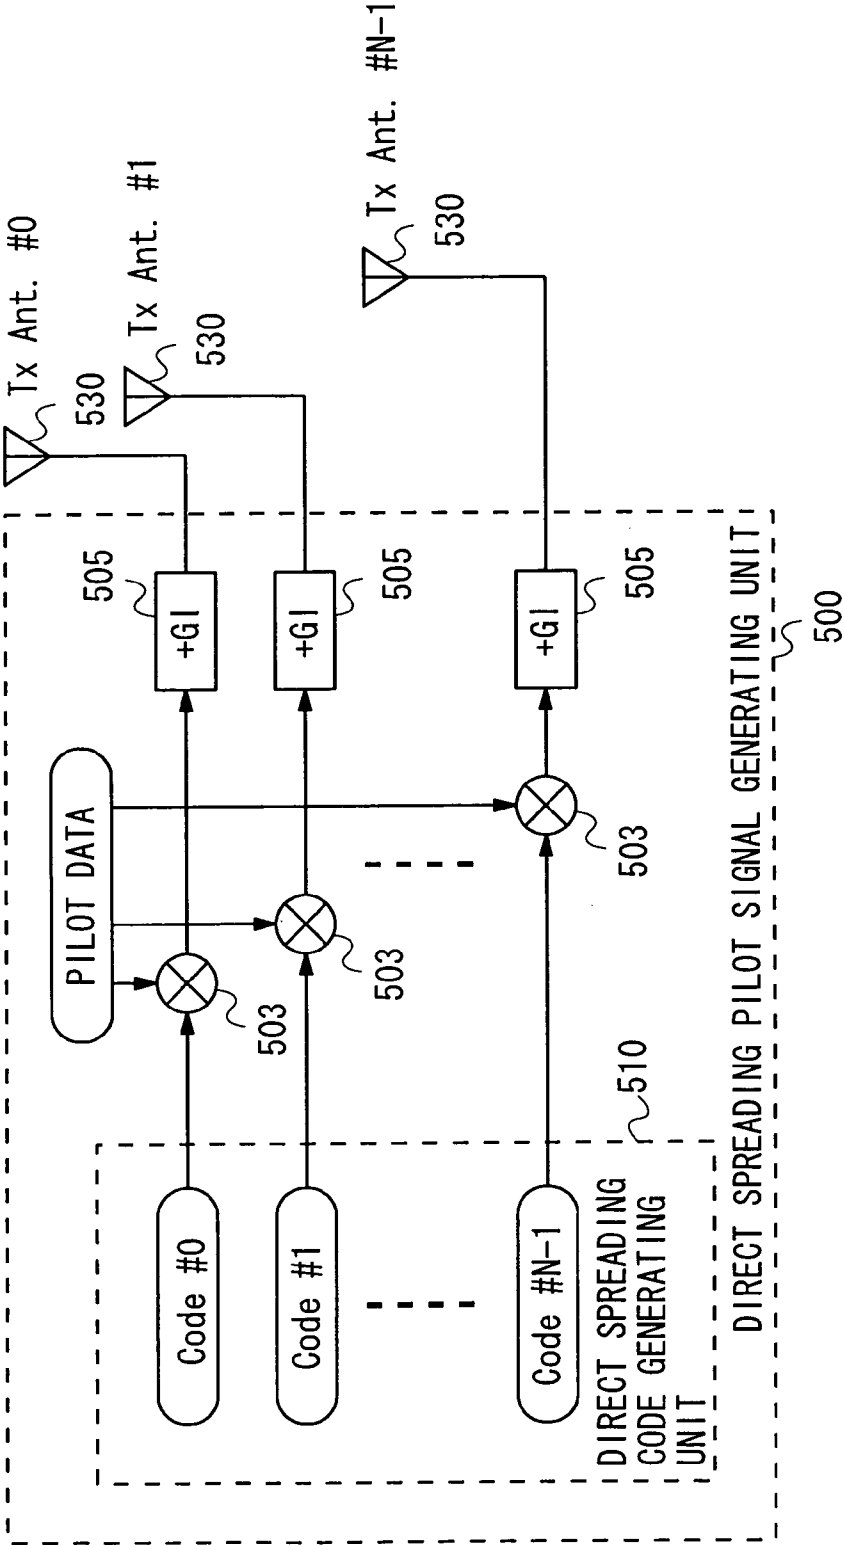 Tx Ant. #0
530
Tx Ant. #1
530
Tx Ant. #N-1
530
PILOT DATA
505
+GI
505
+GI
505
+GI
503
503
503
Code #0
Code #1
Code #N-1
510
DIRECT SPREADING
CODE GENERATING
UNIT
DIRECT SPREADING PILOT SIGNAL GENERATING UNIT
500